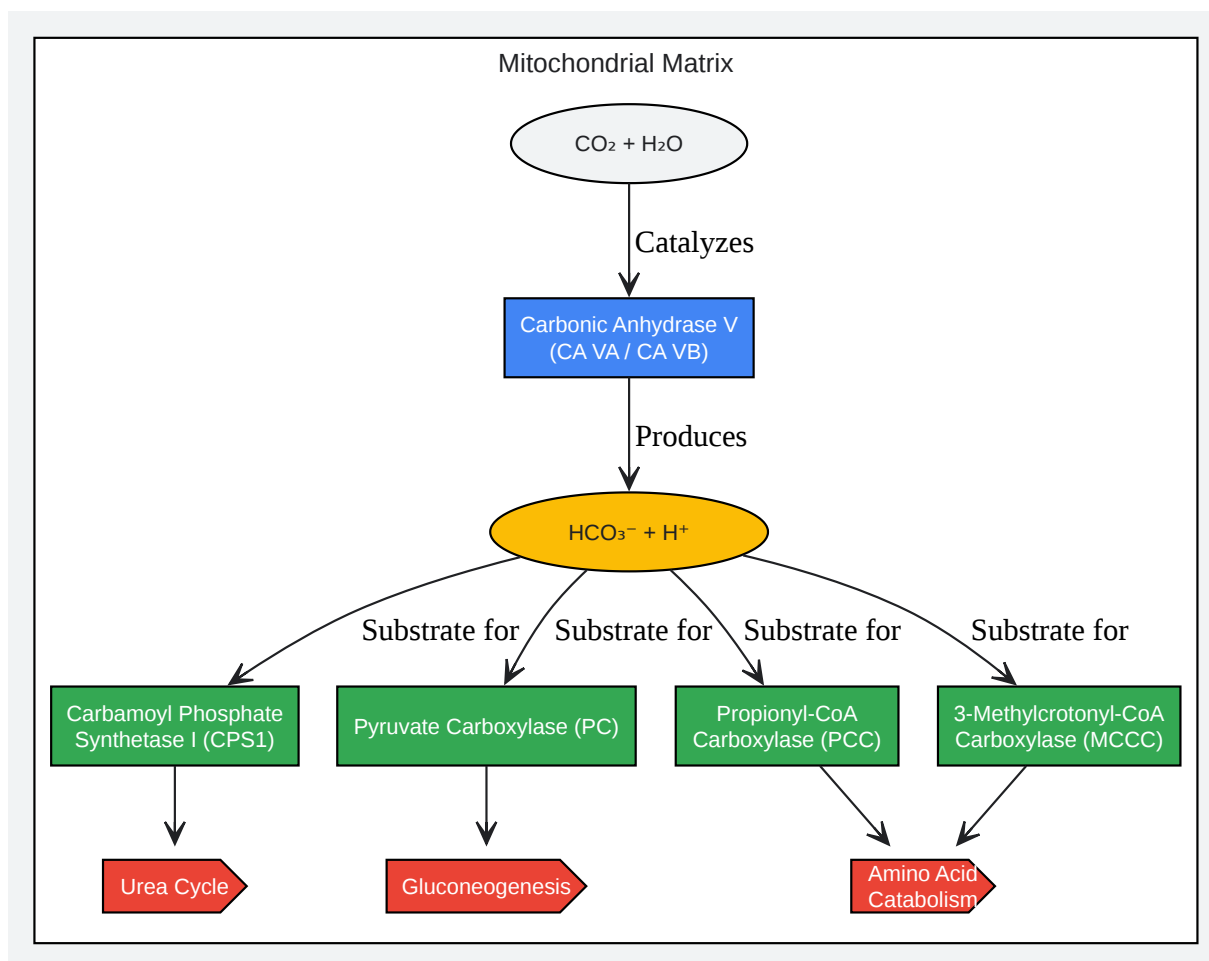 Mitochondrial Matrix
CO₂ + H₂O
Catalyzes
Carbonic Anhydrase V
(CA VA / CA VB)
Produces
HCO₃⁻ + H⁺
Substrate for
Substrate for
Substrate for
Substrate for
Carbamoyl Phosphate
Synthetase I (CPS1)
Pyruvate Carboxylase (PC)
Propionyl-CoA
Carboxylase (PCC)
3-Methylcrotonyl-CoA
Carboxylase (MCCC)
Urea Cycle
Gluconeogenesis
Amino Acid
Catabolism